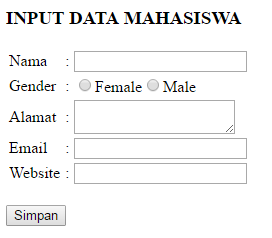 INPUT DATA MAHASISWA
Nama :
Gender : Female Male
Alamat :
Email :
Website :
Simpan